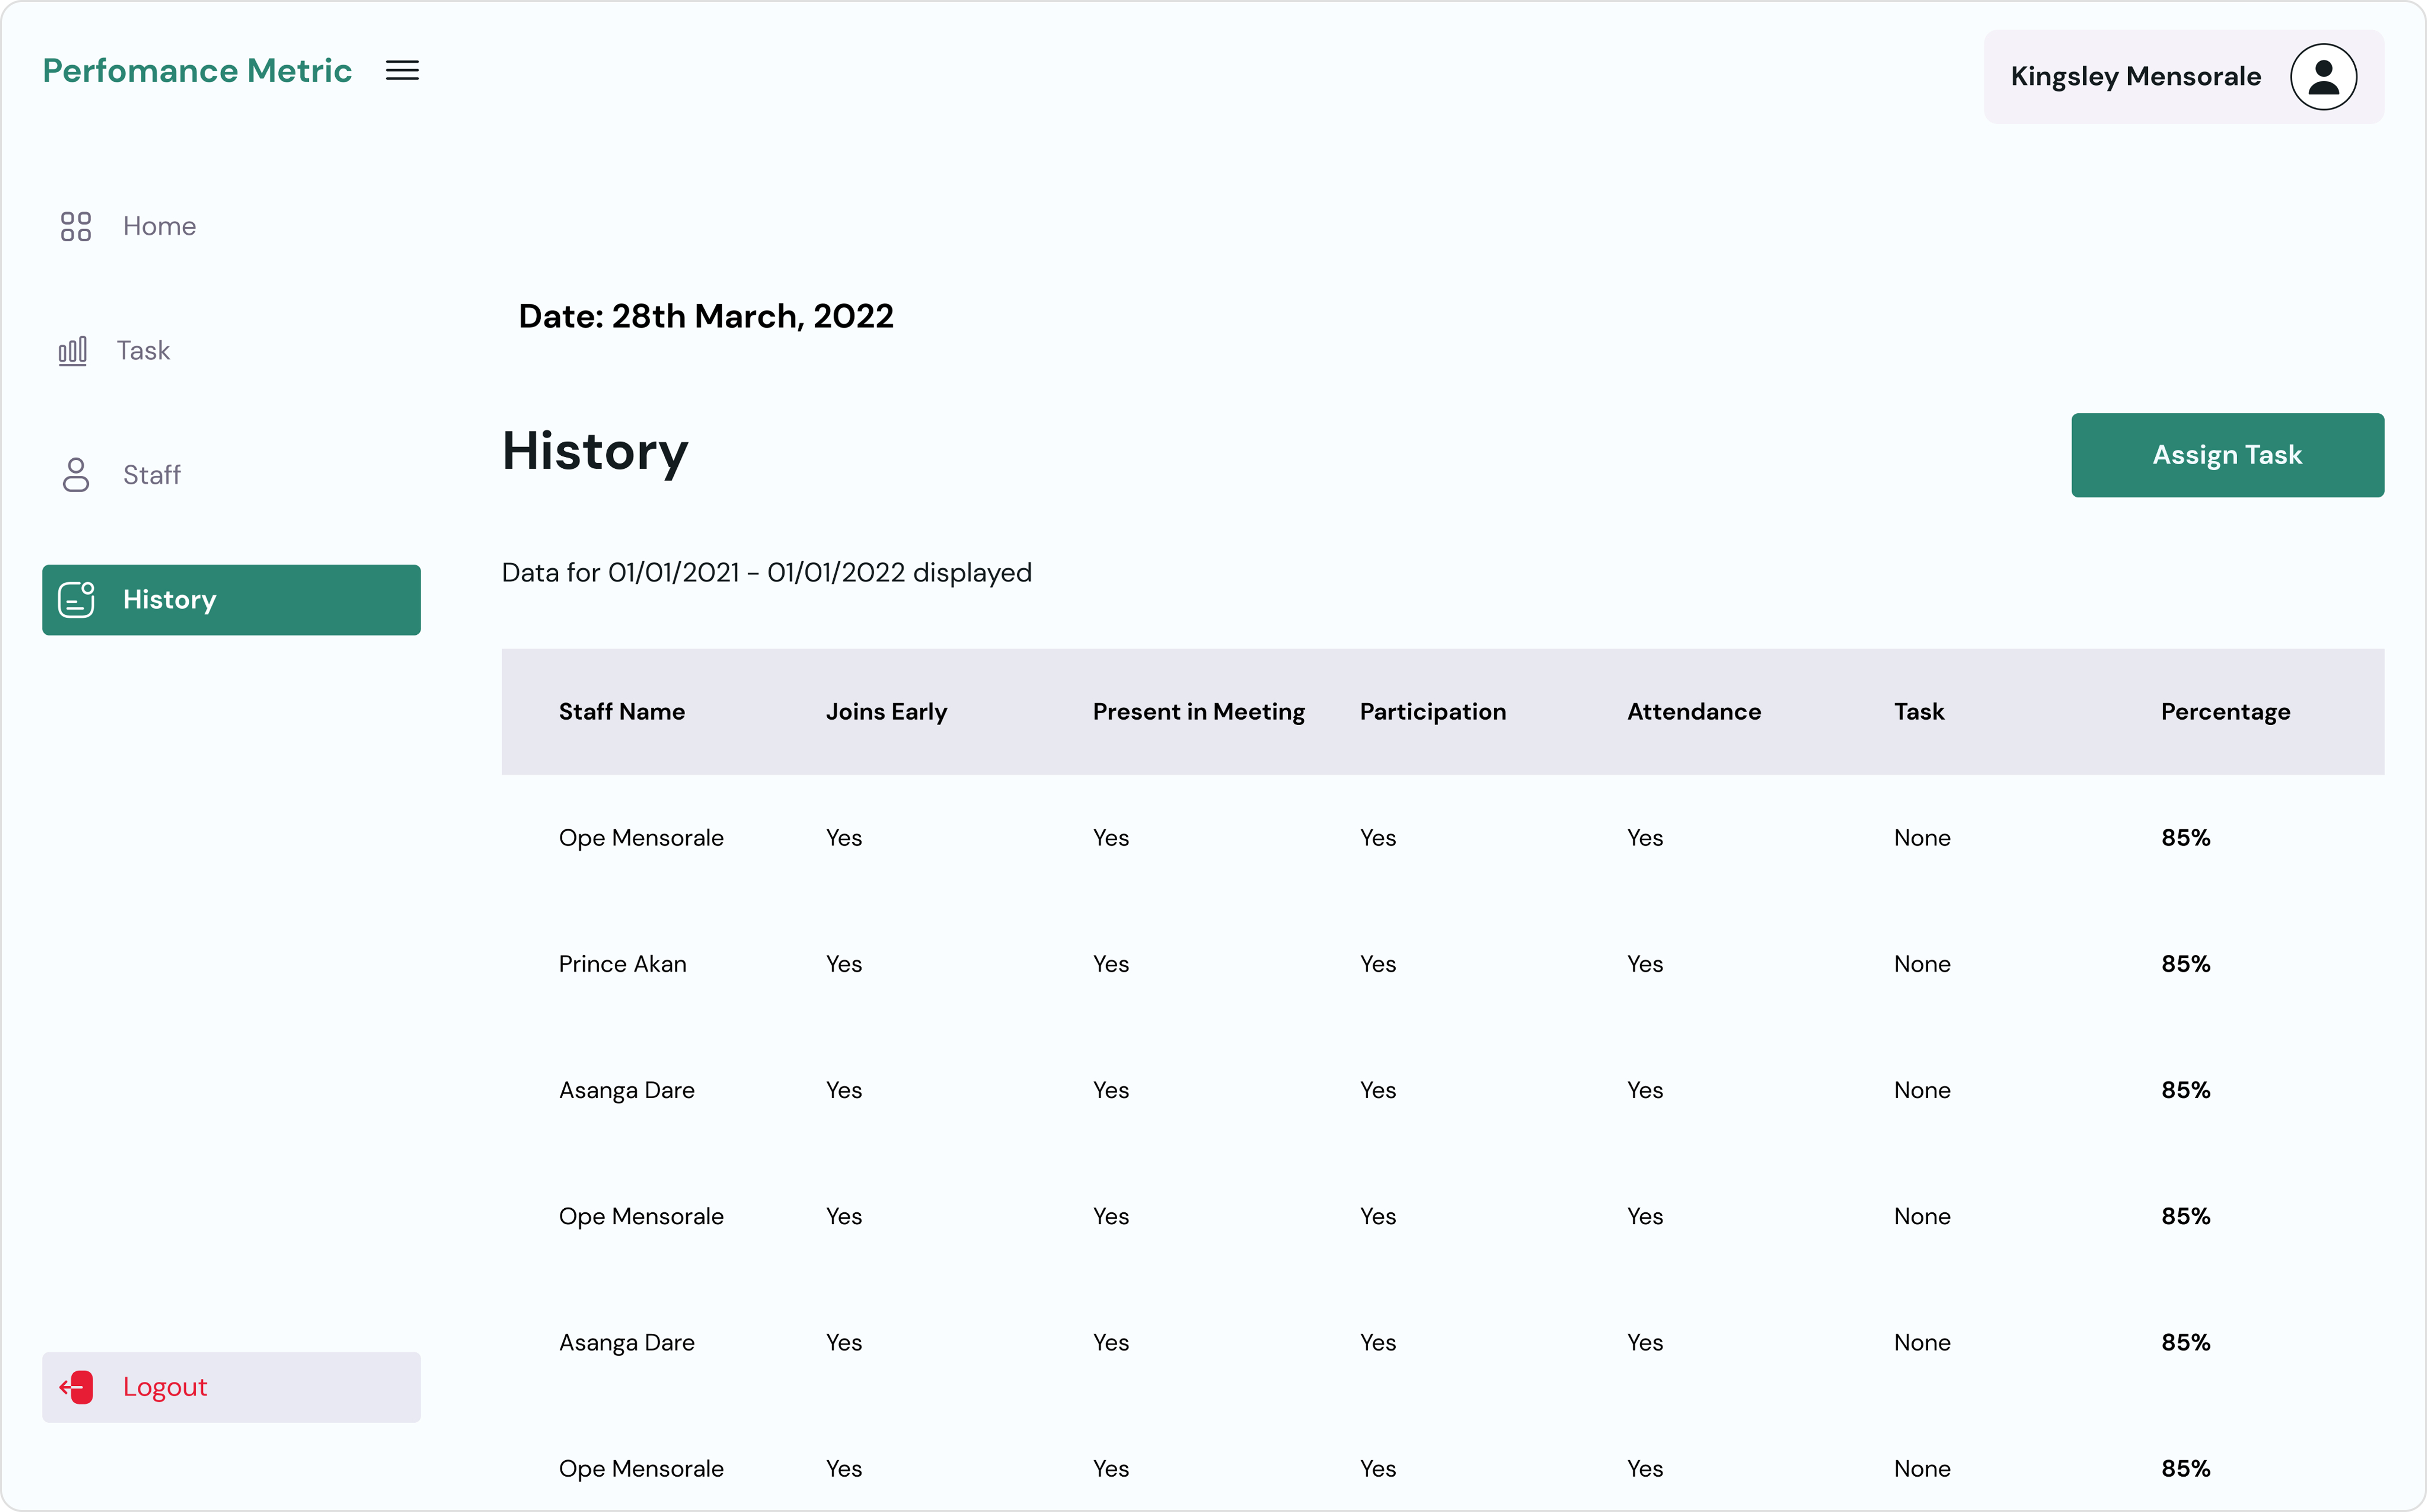 Perfomance Metric
Kingsley Mensorale
Home
Task
Staff
History
Logout
Date: 28th March, 2022
History
Assign Task
Data for 01/01/2021 - 01/01/2022 displayed
Staff Name Joins Early Present in Meeting Participation Attendance Task Percentage
Ope Mensorale Yes Yes Yes Yes None 85%
Prince Akan Yes Yes Yes Yes None 85%
Asanga Dare Yes Yes Yes Yes None 85%
Ope Mensorale Yes Yes Yes Yes None 85%
Asanga Dare Yes Yes Yes Yes None 85%
Ope Mensorale Yes Yes Yes Yes None 85%